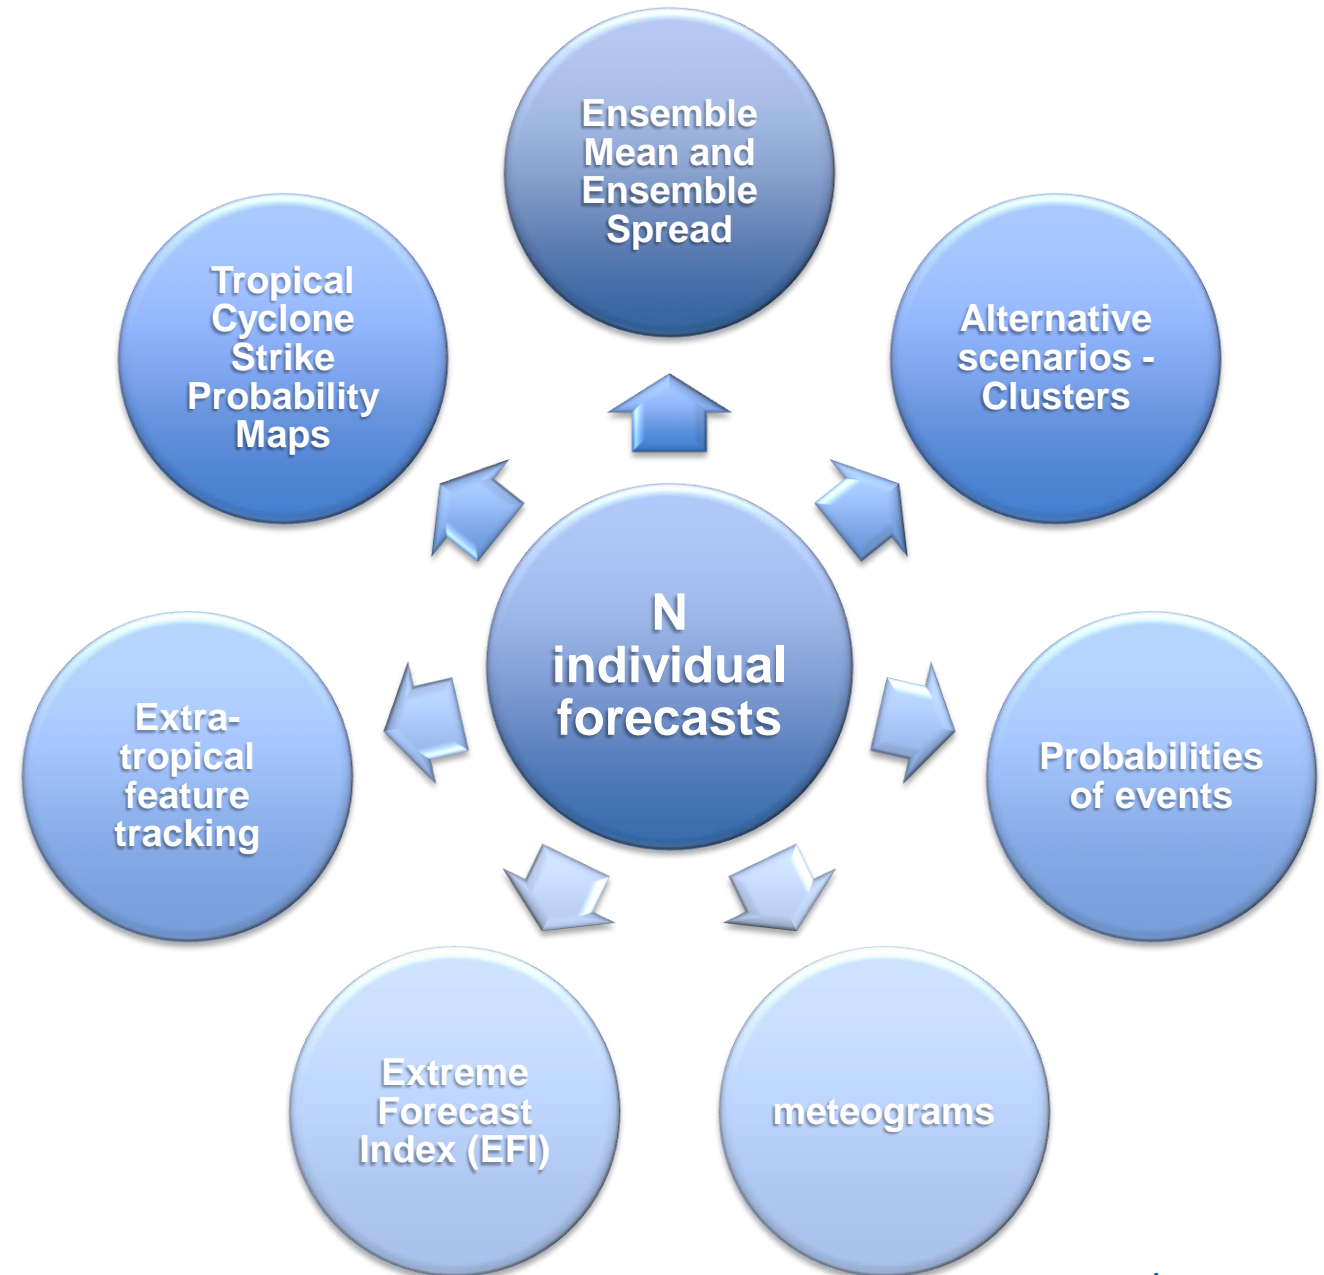 Ensemble
Mean and
Ensemble
Spread
Tropical
Cyclone
Strike
Probability
Maps
Alternative
scenarios -
Clusters
N
individual
forecasts
Extra-
tropical
feature
tracking
Probabilities
of events
Extreme
Forecast
Index (EFI)
meteograms